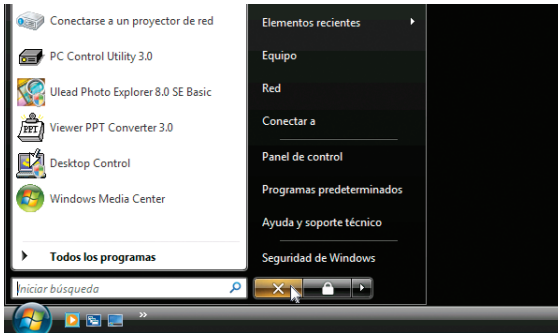 Conectarse a un proyector de red
PC Control Utility 3.0
Ulead Photo Explorer 8.0 SE Basic
PPT
Viewer PPT Converter 3.0
Desktop Control
Windows Media Center
Todos los programas
Iniciar búsqueda
Elementos recientes
Equipo
Red
Conectar a
Panel de control
Programas predeterminados
Ayuda y soporte técnico
Seguridad de Windows